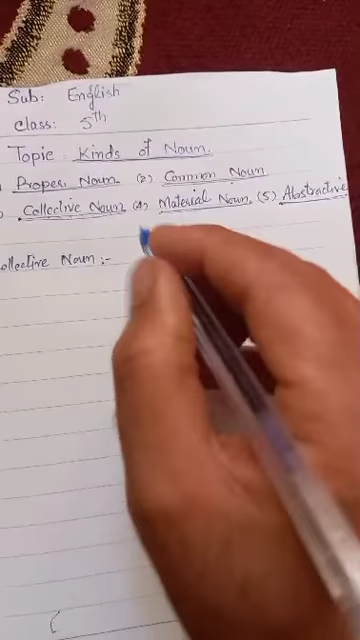 Sub: English
Class: 5th
Topic Kinds of Noun.
Proper Noun (2) Common Noun
Collective Noun (4) Material Noun (5) Abstractive
ollective Noun :-